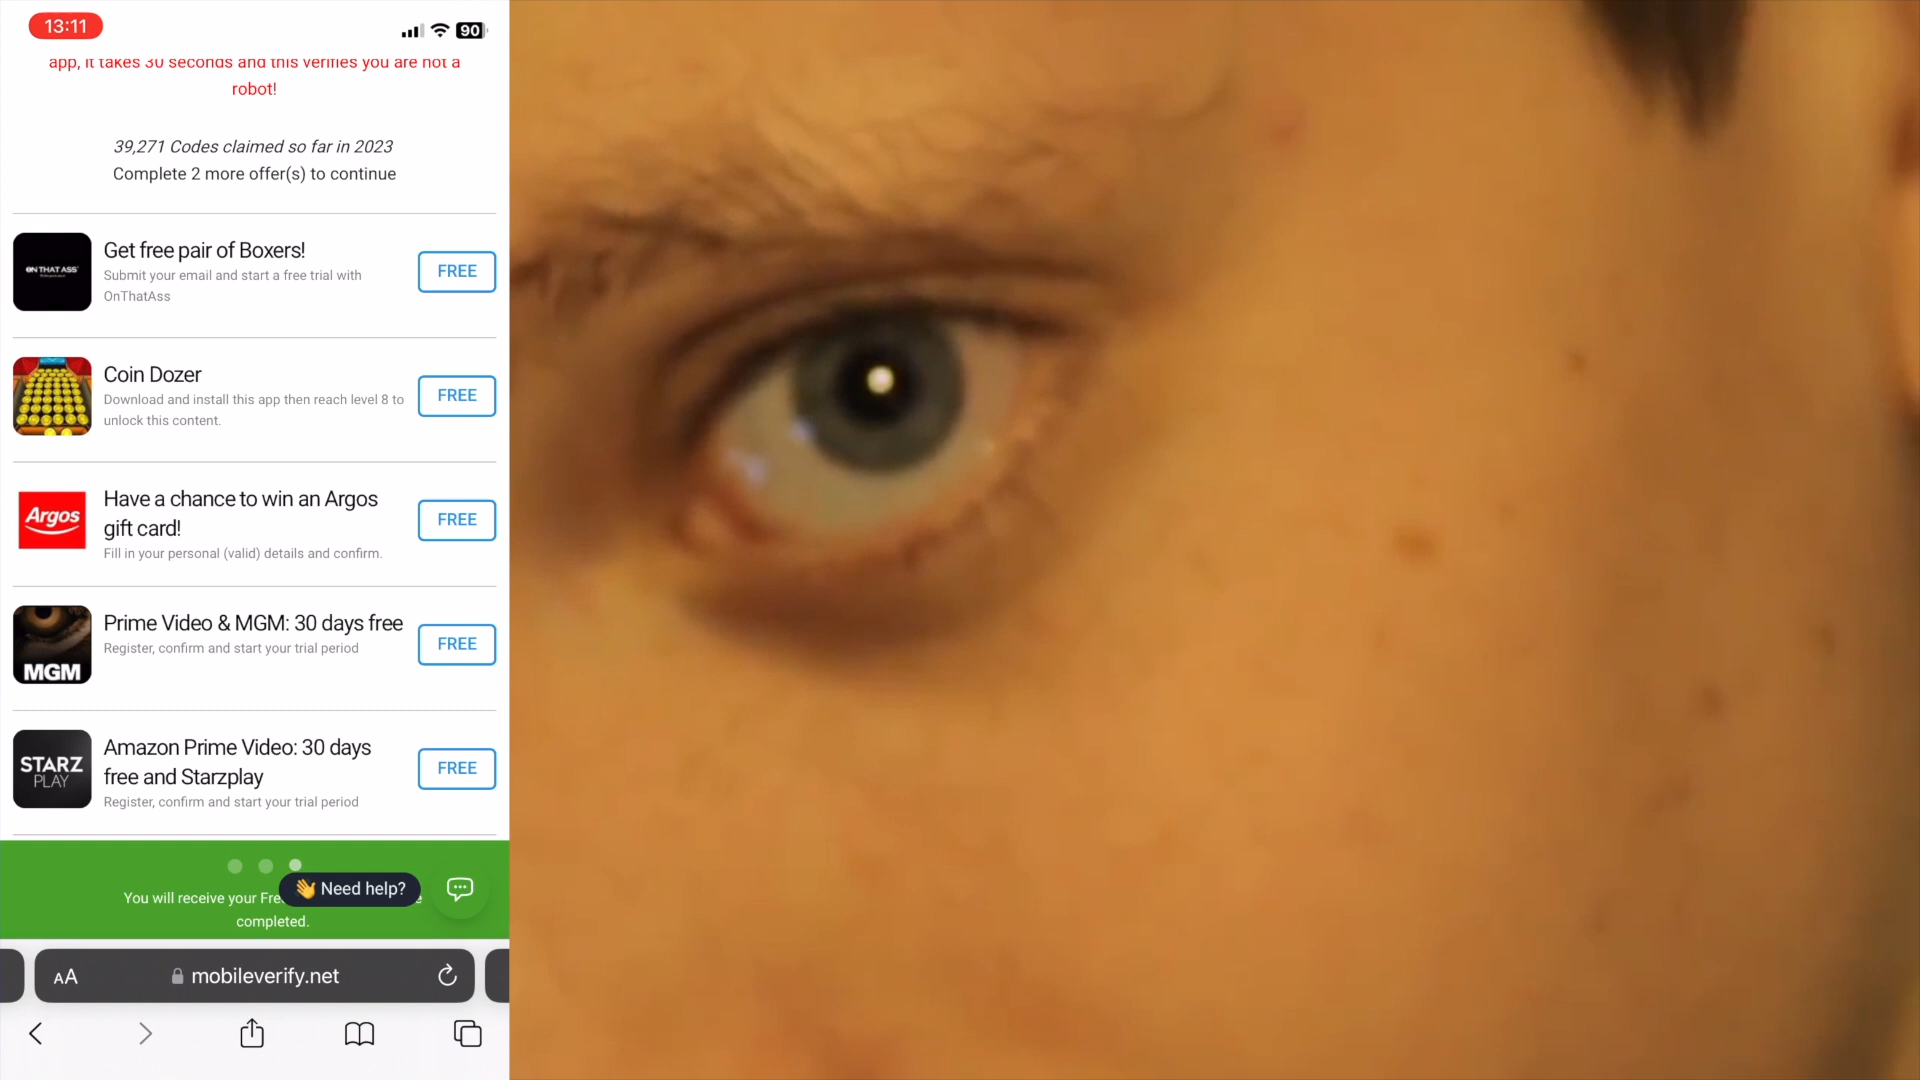 13:11
90
app, it takes 30 seconds and this verifies you are not a
robot!
39,271 Codes claimed so far in 2023
Complete 2 more offer(s) to continue
ON THAT ASS
Get free pair of Boxers!
Submit your email and start a free trial with
OnThatAss
FREE
Coin Dozer
Download and install this app then reach level 8 to
unlock this content.
FREE
Argos
Have a chance to win an Argos
gift card!
Fill in your personal (valid) details and confirm.
FREE
MGM
Prime Video & MGM: 30 days free
Register, confirm and start your trial period
FREE
STARZ
PLAY
Amazon Prime Video: 30 days
free and Starzplay
Register, confirm and start your trial period
FREE
You will receive your
👋 Need help?
completed.
AA
mobileverify.net